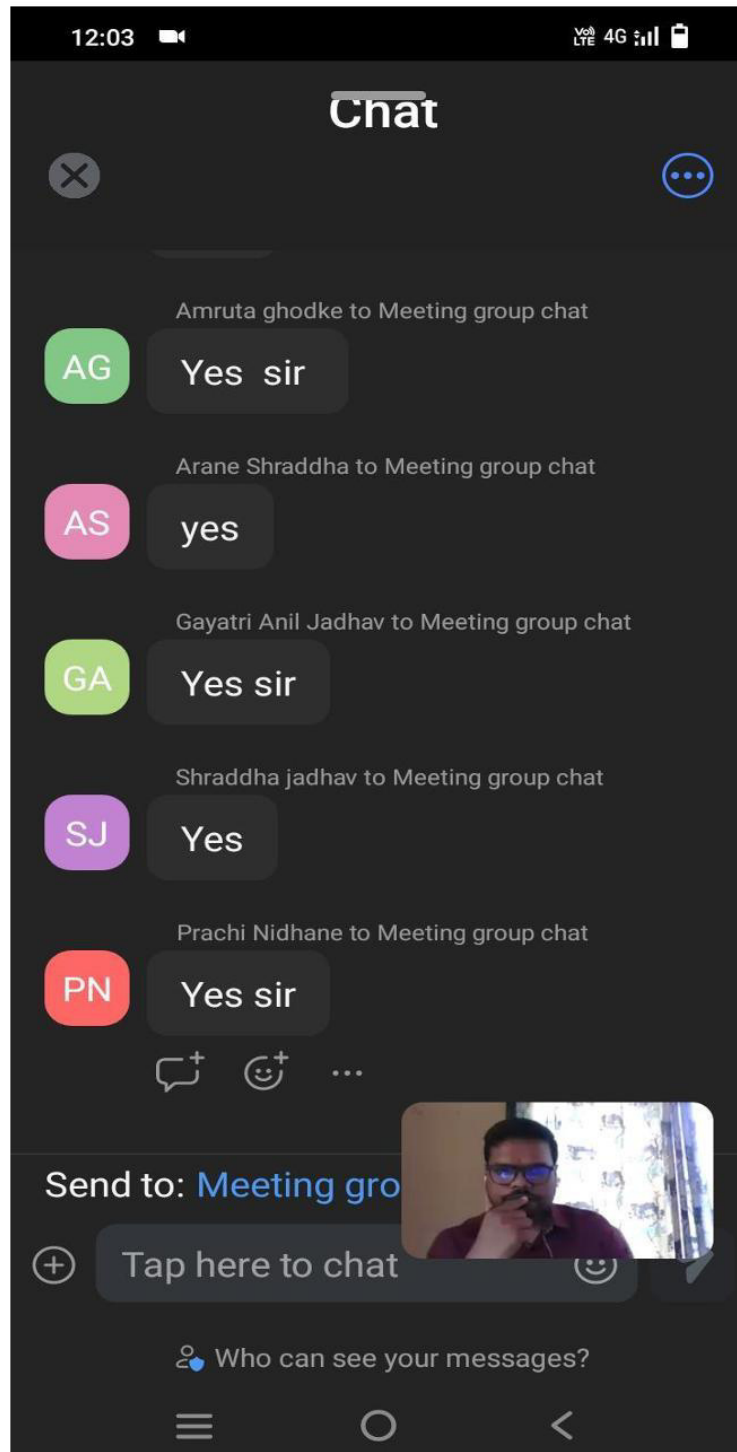 12:03 Vo) LTE 4G
Chat
Amruta ghodke to Meeting group chat
AG
Yes sir
Arane Shraddha to Meeting group chat
AS
yes
Gayatri Anil Jadhav to Meeting group chat
GA
Yes sir
Shraddha jadhav to Meeting group chat
SJ
Yes
Prachi Nidhane to Meeting group chat
PN
Yes sir
Send to: Meeting gro
Tap here to chat
Who can see your messages?